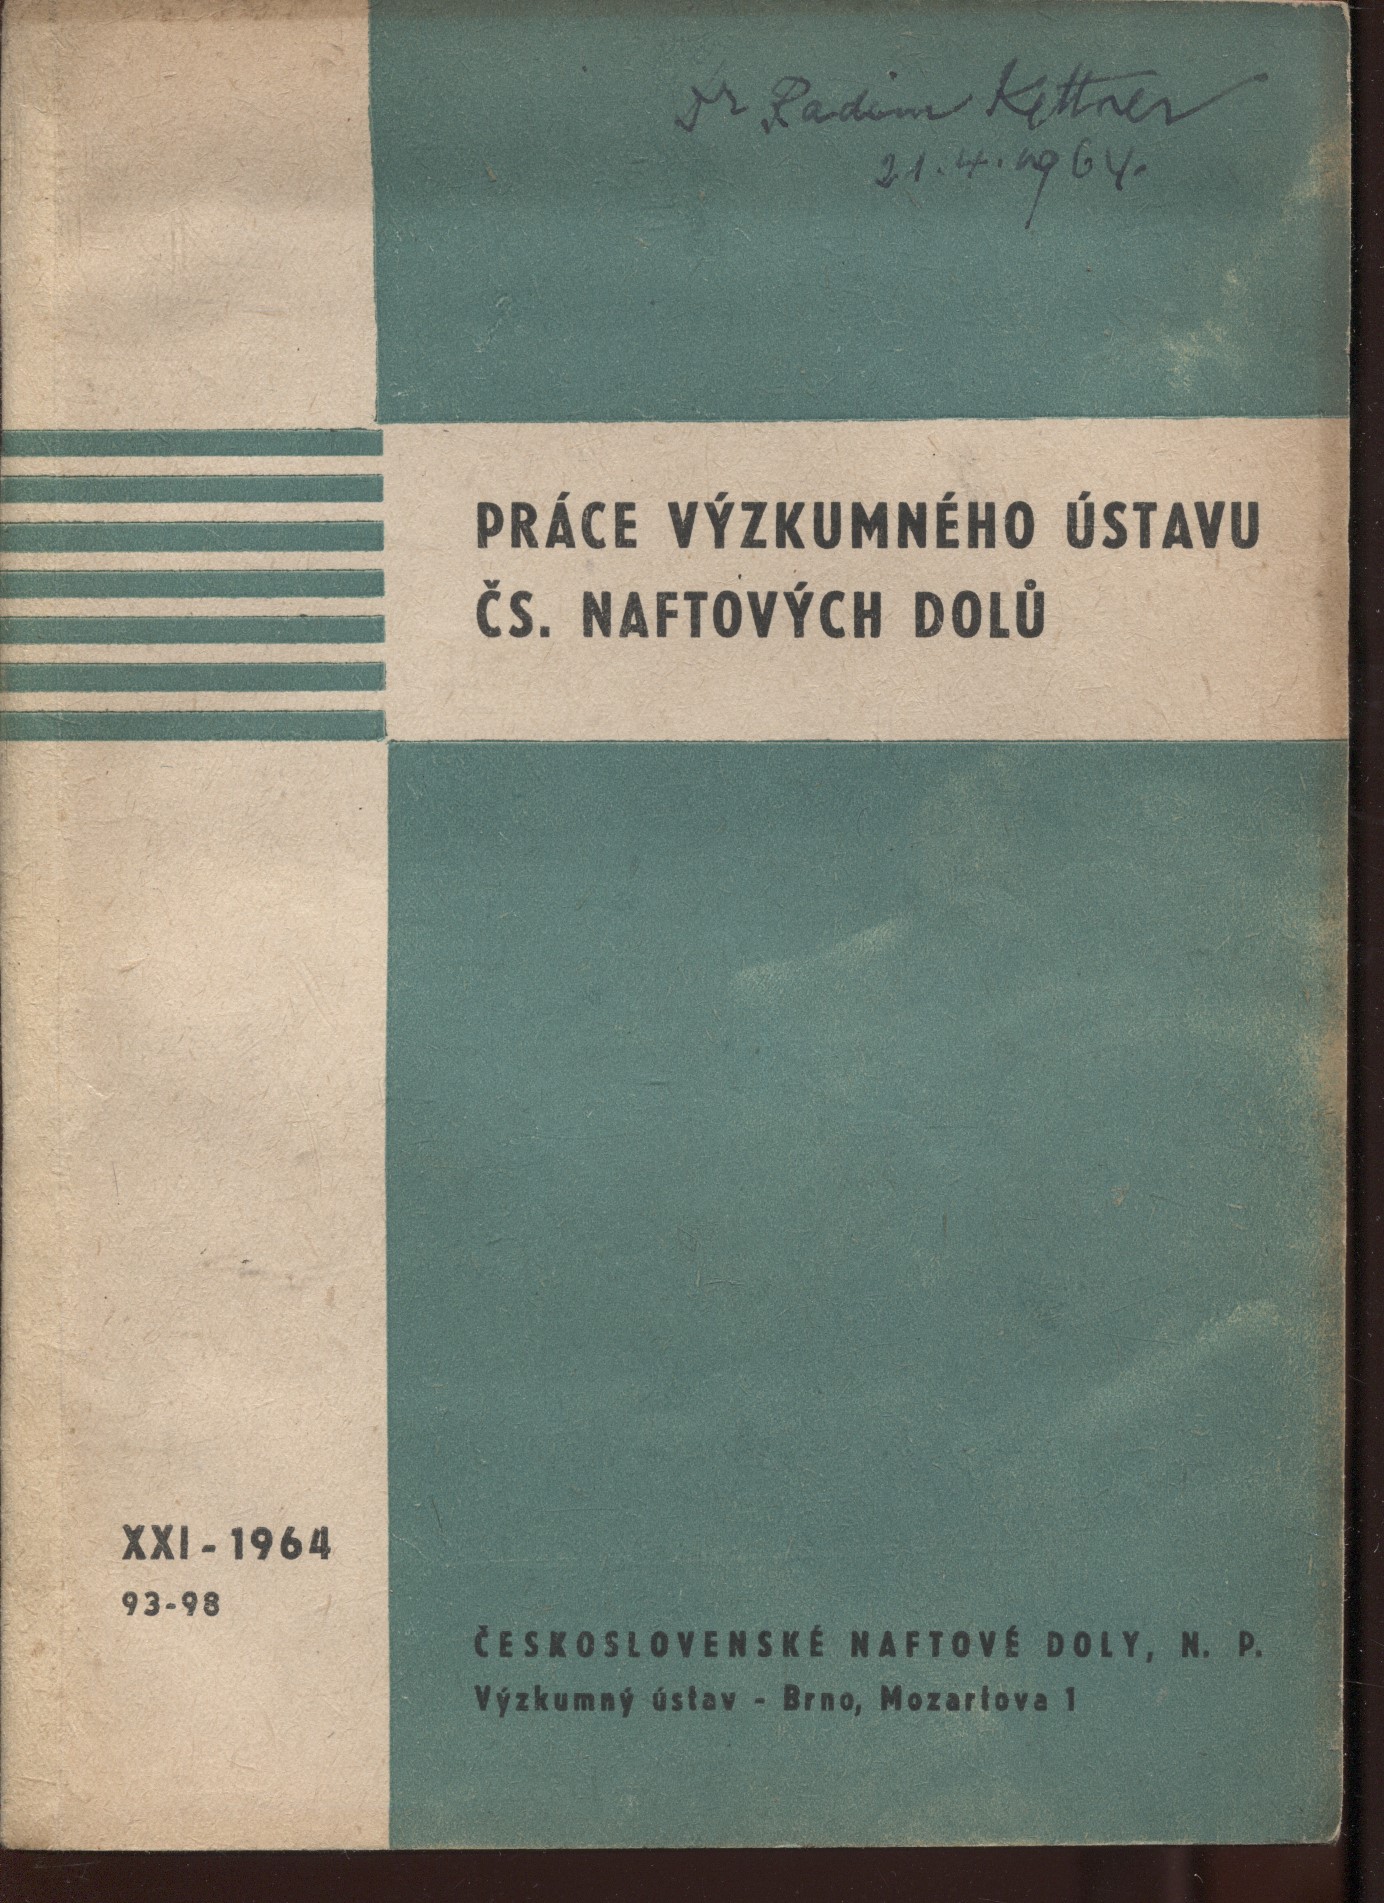 Dr Radim Kettner
21.4.1964.
PRÁCE VÝZKUMNÉHO ÚSTAVU
ČS. NAFTOVÝCH DOLŮ
XXI-1964
93-98
ČESKOSLOVENSKÉ NAFTOVÉ DOLY, N. P.
Výzkumný ústav - Brno, Mozartova 1